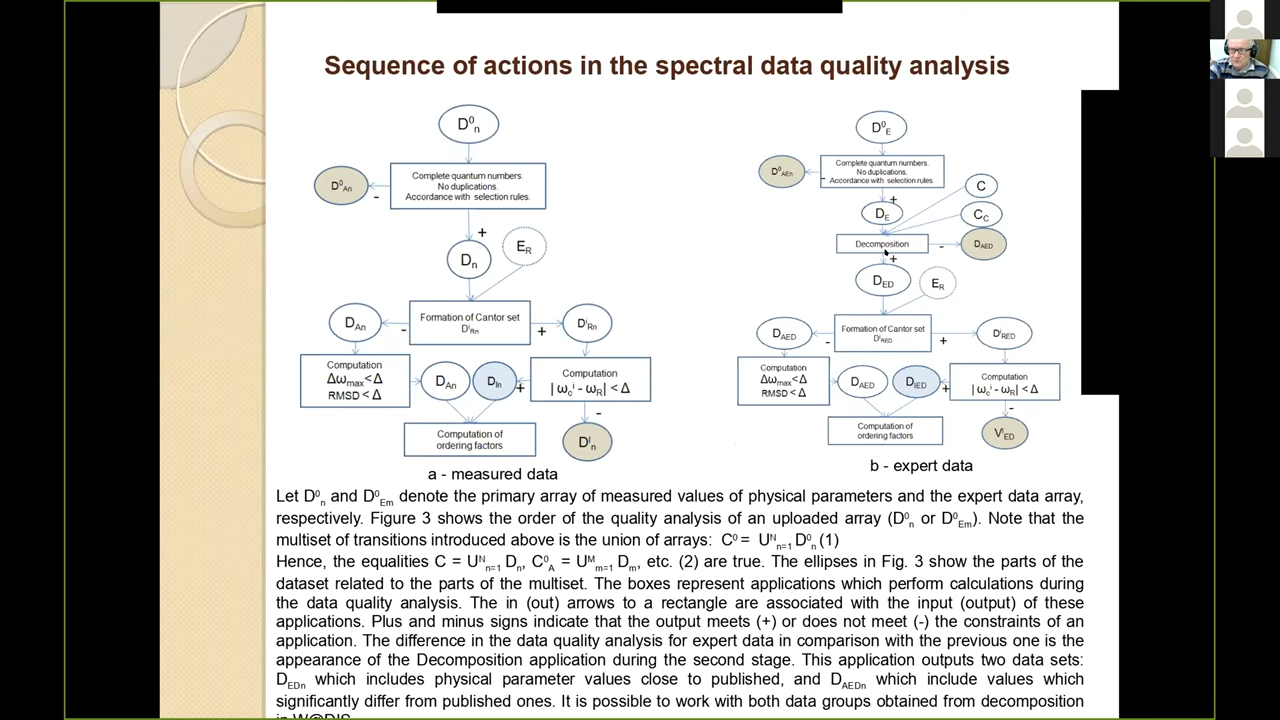 Sequence of actions in the spectral data quality analysis
D⁰n
Complete quantum numbers.
No duplications.
Accordance with selection rules.
D⁰An
-
+
Dn
ER
Formation of Cantor set
DⁱRn
DAn
-
+
DⁱRn
Computation
Δωmax < Δ
RMSD < Δ
DAn
DIn
+
Computation
| ωcⁱ - ωR| < Δ
-
Computation of
ordering factors
Dᴵn
a - measured data
D⁰E
Complete quantum numbers.
No duplications.
Accordance with selection rules
D⁰AEn
-
+
C
DE
CC
Decomposition
-
DAED
+
DED
ER
Formation of Cantor set
DⁱRED
DAED
-
+
DⁱRED
Computation
Δωmax< Δ
RMSD < Δ
DAED
DIED
+
Computation
| ωcⁱ - ωR| < Δ
-
Computation of
ordering factors
VᴵED
b - expert data
Let D⁰n and D⁰Em denote the primary array of measured values of physical parameters and the expert data array,
respectively. Figure 3 shows the order of the quality analysis of an uploaded array (D⁰n or D⁰Em). Note that the
multiset of transitions introduced above is the union of arrays: C⁰ = Uᴺn=1 D⁰n (1)
Hence, the equalities C = Uᴺn=1 Dn, C⁰A = Uᴹm=1 Dm, etc. (2) are true. The ellipses in Fig. 3 show the parts of the
dataset related to the parts of the multiset. The boxes represent applications which perform calculations during
the data quality analysis. The in (out) arrows to a rectangle are associated with the input (output) of these
applications. Plus and minus signs indicate that the output meets (+) or does not meet (-) the constraints of an
application. The difference in the data quality analysis for expert data in comparison with the previous one is the
appearance of the Decomposition application during the second stage. This application outputs two data sets:
DEDn which includes physical parameter values close to published, and DAEDn which include values which
significantly differ from published ones. It is possible to work with both data groups obtained from decomposition
in W@DIS